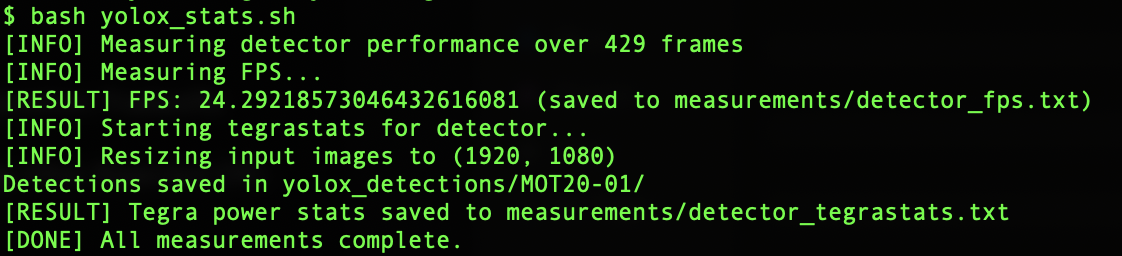 $ bash yolox_stats.sh
[INFO] Measuring detector performance over 429 frames
[INFO] Measuring FPS...
[RESULT] FPS: 24.29218573046432616081 (saved to measurements/detector_fps.txt)
[INFO] Starting tegrastats for detector...
[INFO] Resizing input images to (1920, 1080)
Detections saved in yolox_detections/MOT20-01/
[RESULT] Tegra power stats saved to measurements/detector_tegrastats.txt
[DONE] All measurements complete.